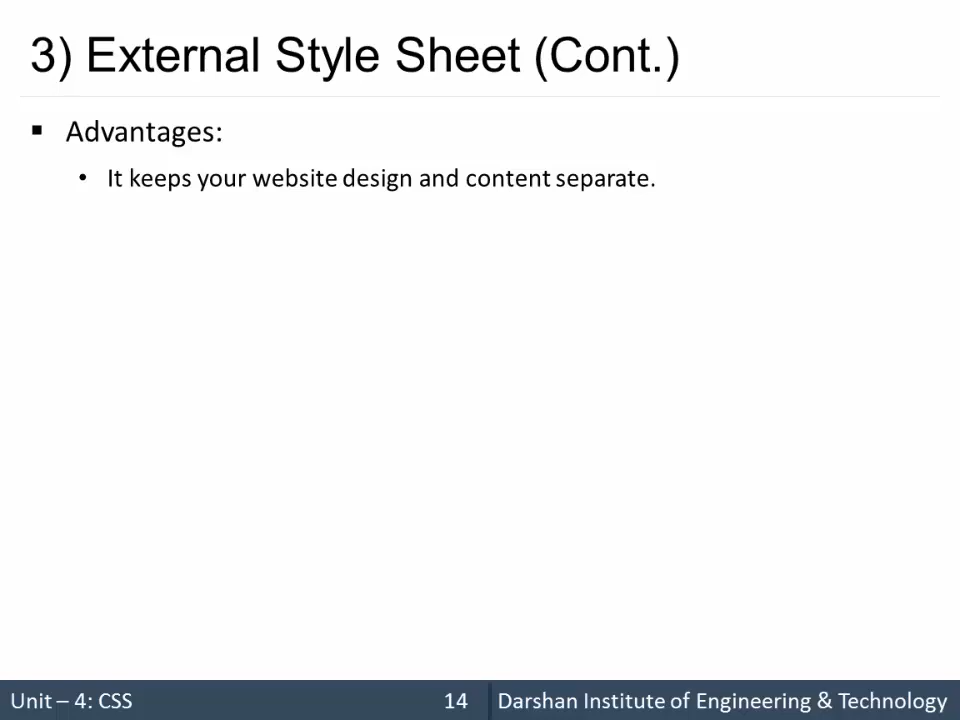 3) External Style Sheet (Cont.)
▪ Advantages:
• It keeps your website design and content separate.
Unit – 4: CSS 14 Darshan Institute of Engineering & Technology